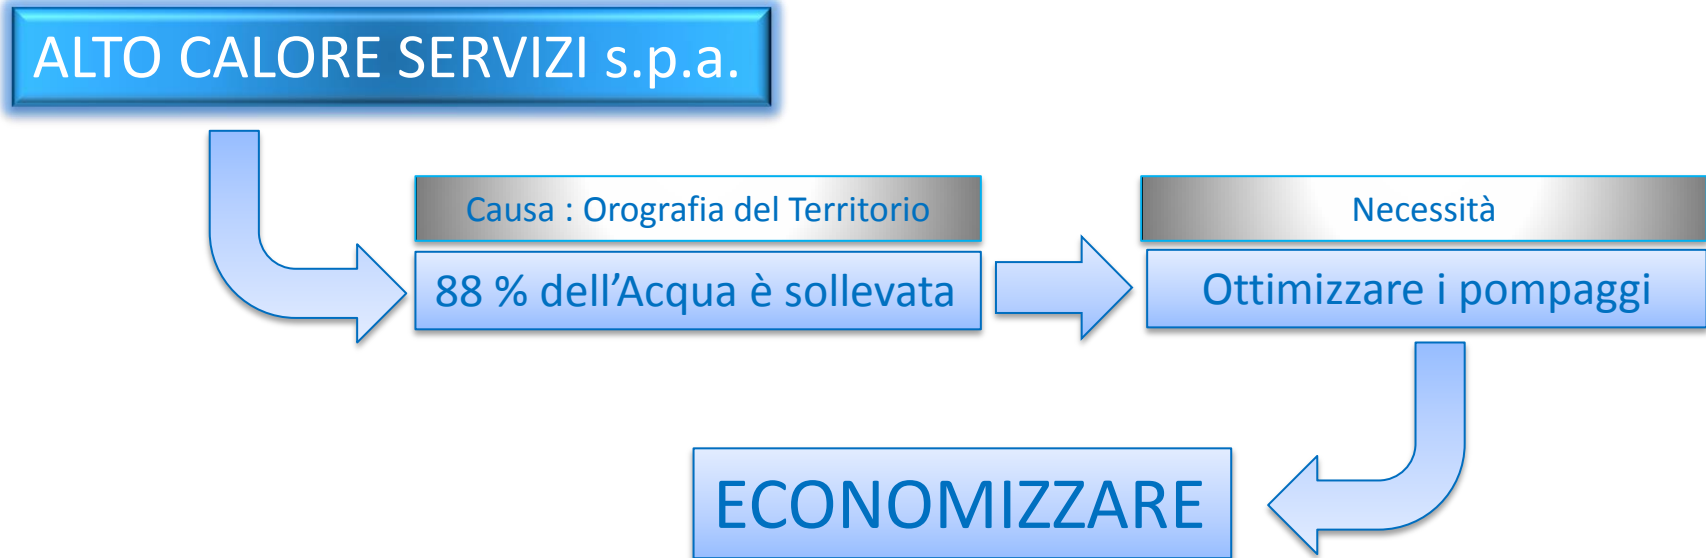 ALTO CALORE SERVIZI s.p.a.
Causa : Orografia del Territorio
88 % dell’Acqua è sollevata
Necessità
Ottimizzare i pompaggi
ECONOMIZZARE